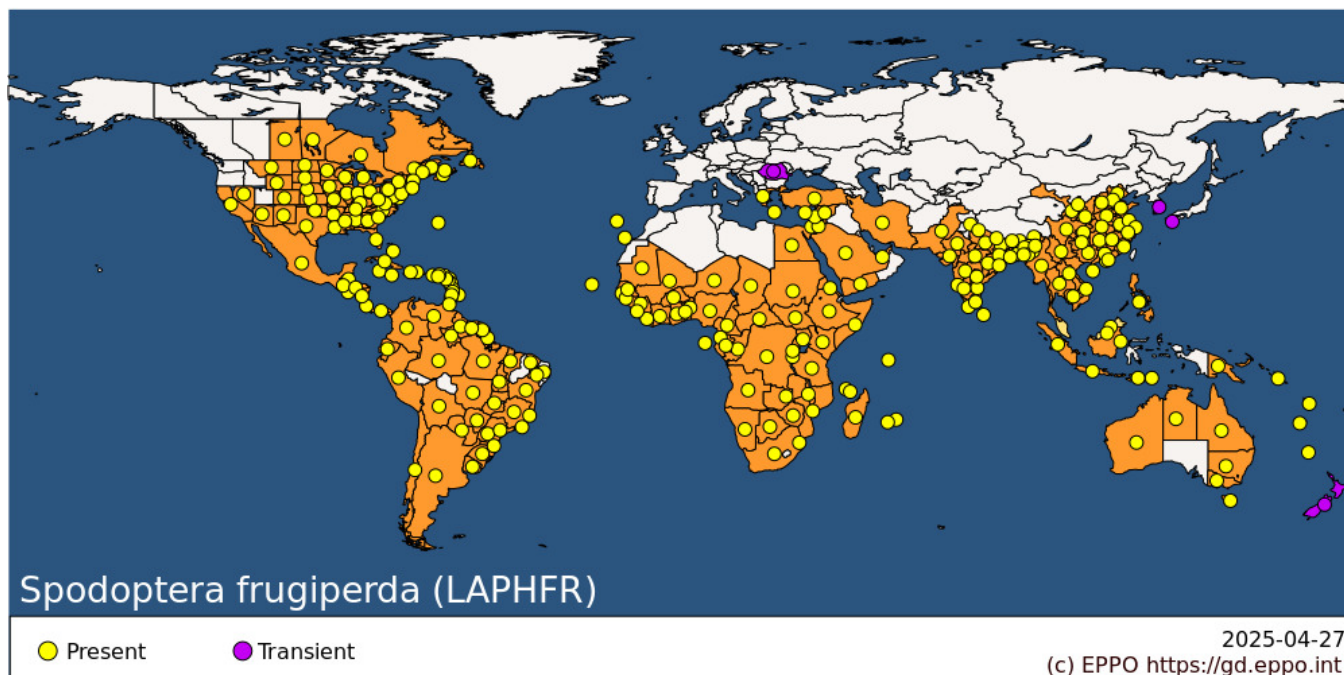 Spodoptera frugiperda (LAPHFR)
Present
Transient
2025-04-27
(c) EPPO https://gd.eppo.int